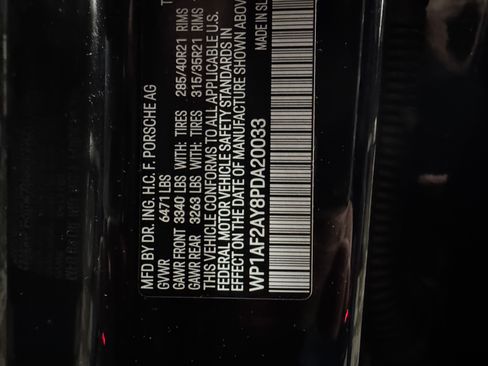 MFD BY DR. ING. H.C. F. PORSCHE AG
GVWR 6471 LBS
GAWR FRONT 3340 LBS WITH: TIRES 285/40R21 RIMS
GAWR REAR 3263 LBS WITH: TIRES 315/35R21 RIMS
THIS VEHICLE CONFORMS TO ALL APPLICABLE U.S.
FEDERAL MOTOR VEHICLE SAFETY STANDARDS IN
EFFECT ON THE DATE OF MANUFACTURE SHOWN ABOVE
WP1AF2AY8PDA20033
MADE IN